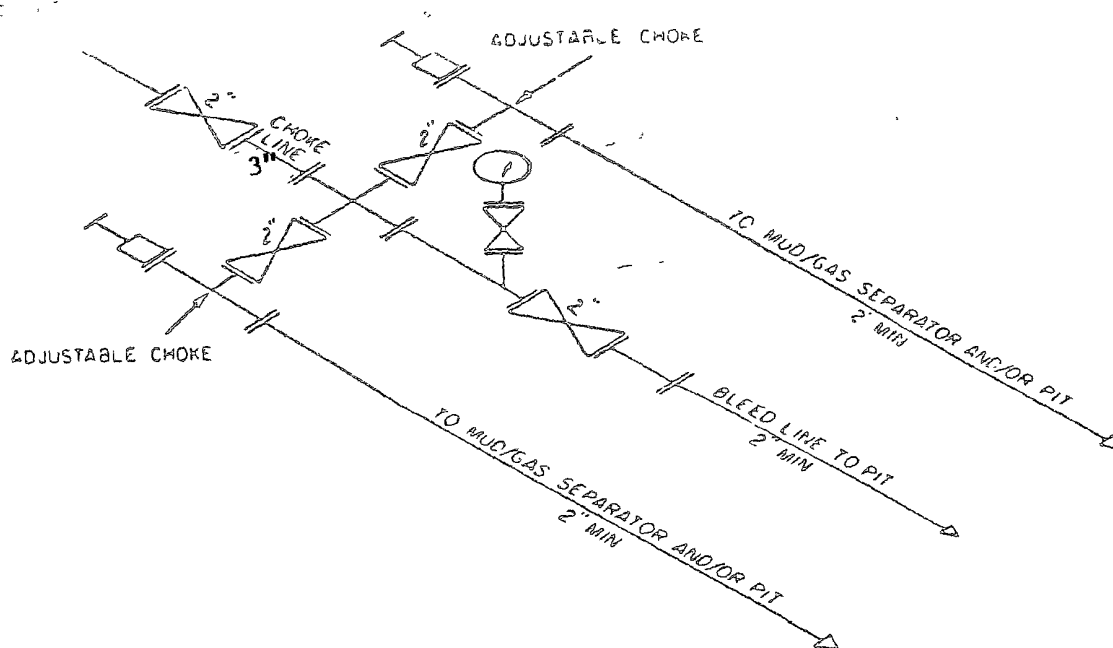 ADJUSTABLE CHOKE
2"
CHOKE
LINE
3"
2"
2"
2"
ADJUSTABLE CHOKE
TO MUD/GAS SEPARATOR AND/OR PIT
2" MIN
BLEED LINE TO PIT
2" MIN
TO MUD/GAS SEPARATOR AND/OR PIT
2" MIN